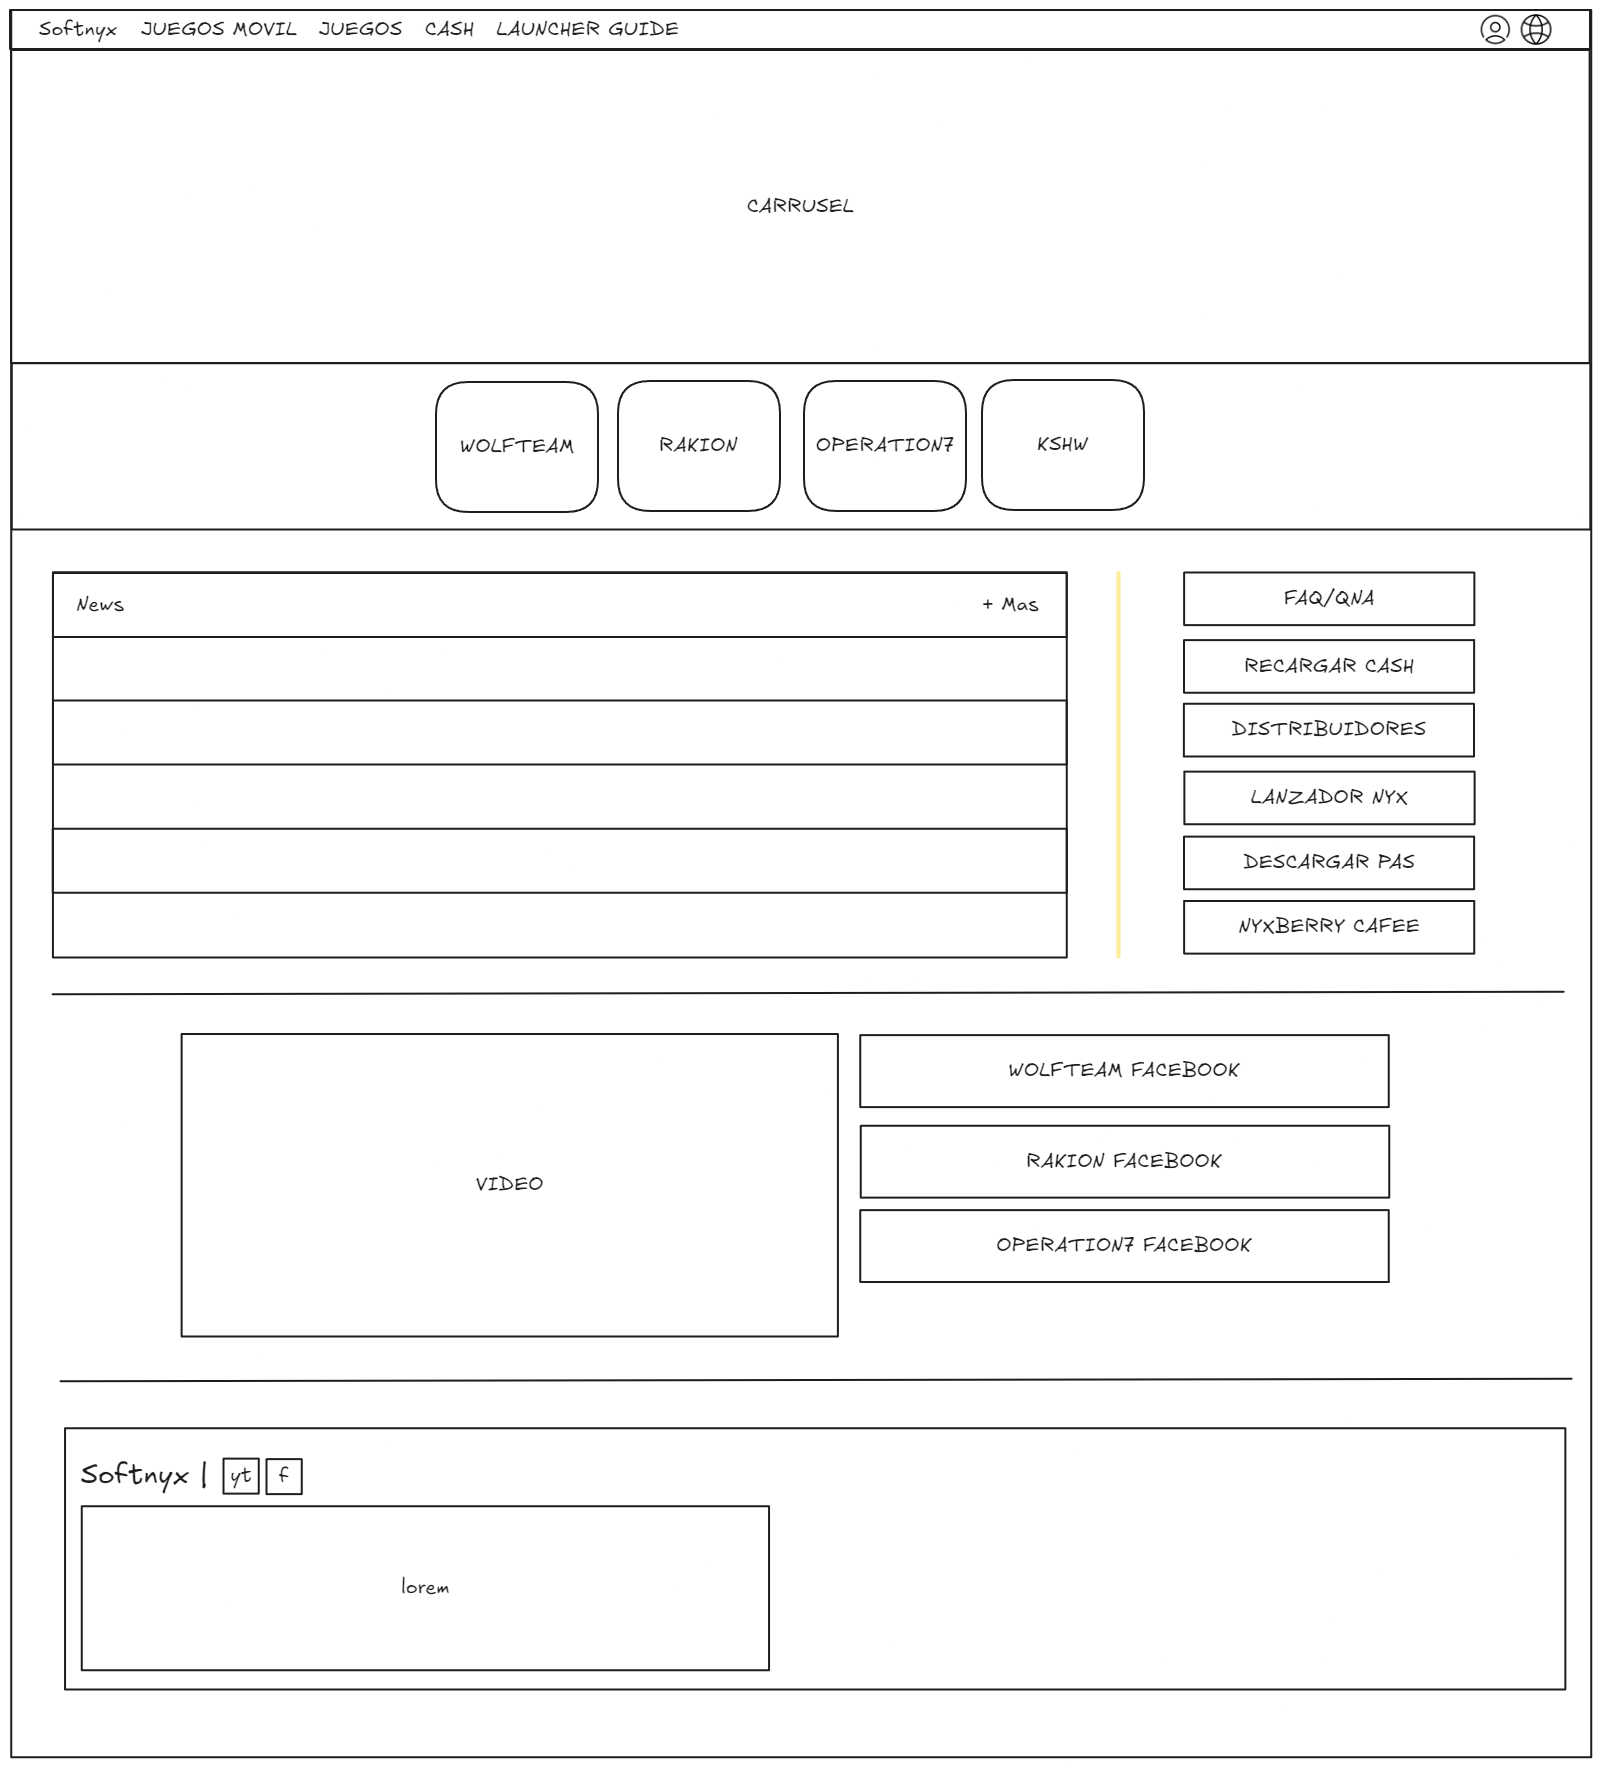 Softnyx JUEGOS MOVIL JUEGOS CASH LAUNCHER GUIDE
CARRUSEL
WOLFTEAM RAKION OPERATION7 KSHW
News + Mas
FAQ/QNA
RECARGAR CASH
DISTRIBUIDORES
LANZADOR NYX
DESCARGAR PAS
NYXBERRY CAFEE
VIDEO
WOLFTEAM FACEBOOK
RAKION FACEBOOK
OPERATION7 FACEBOOK
Softnyx | yt f
lorem